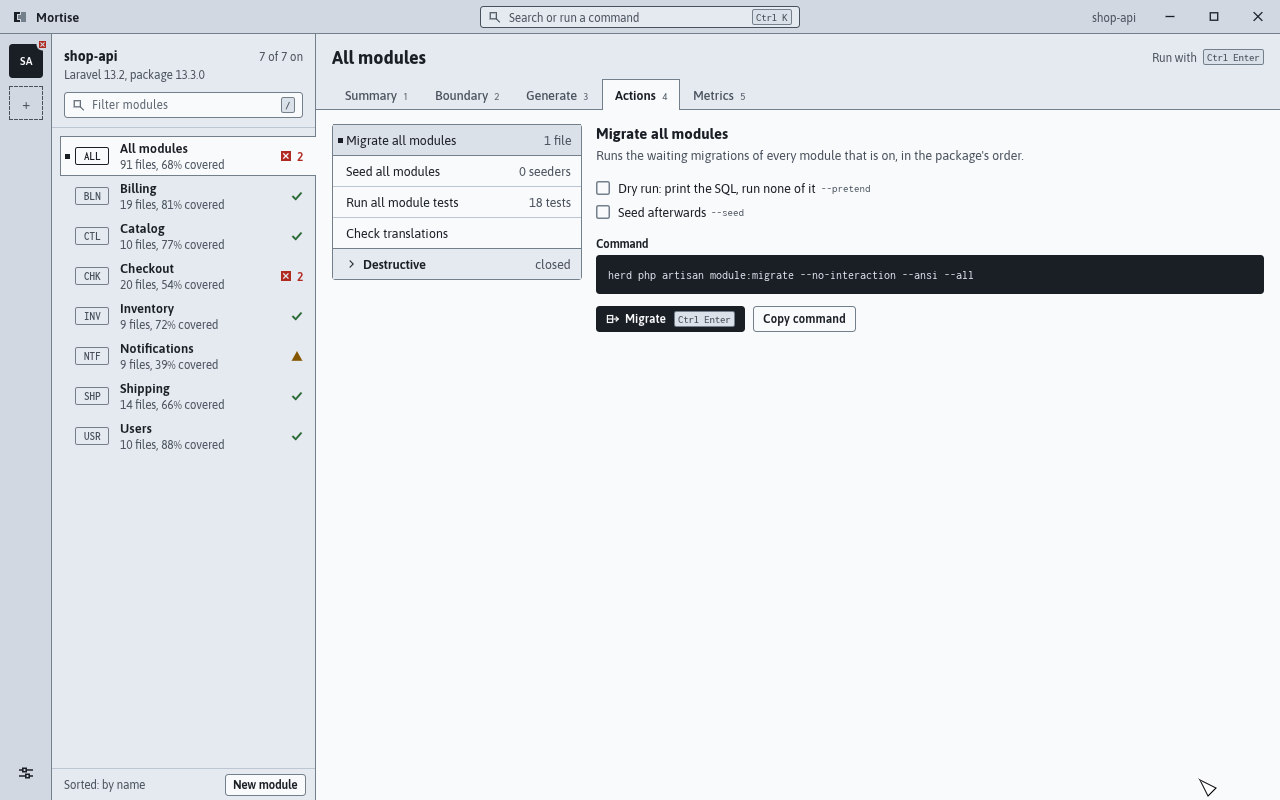 Mortise
Search or run a command Ctrl K
shop-api
SA
+
shop-api 7 of 7 on
Laravel 13.2, package 13.3.0
Filter modules /
ALL All modules 2
91 files, 68% covered
BLN Billing
19 files, 81% covered
CTL Catalog
10 files, 77% covered
CHK Checkout 2
20 files, 54% covered
INV Inventory
9 files, 72% covered
NTF Notifications
9 files, 39% covered
SHP Shipping
14 files, 66% covered
USR Users
10 files, 88% covered
Sorted: by name New module
All modules
Run with Ctrl Enter
Summary 1 Boundary 2 Generate 3 Actions 4 Metrics 5
Migrate all modules 1 file
Seed all modules 0 seeders
Run all module tests 18 tests
Check translations
Destructive closed
Migrate all modules
Runs the waiting migrations of every module that is on, in the package's order.
Dry run: print the SQL, run none of it --pretend
Seed afterwards --seed
Command
herd php artisan module:migrate --no-interaction --ansi --all
Migrate Ctrl Enter Copy command